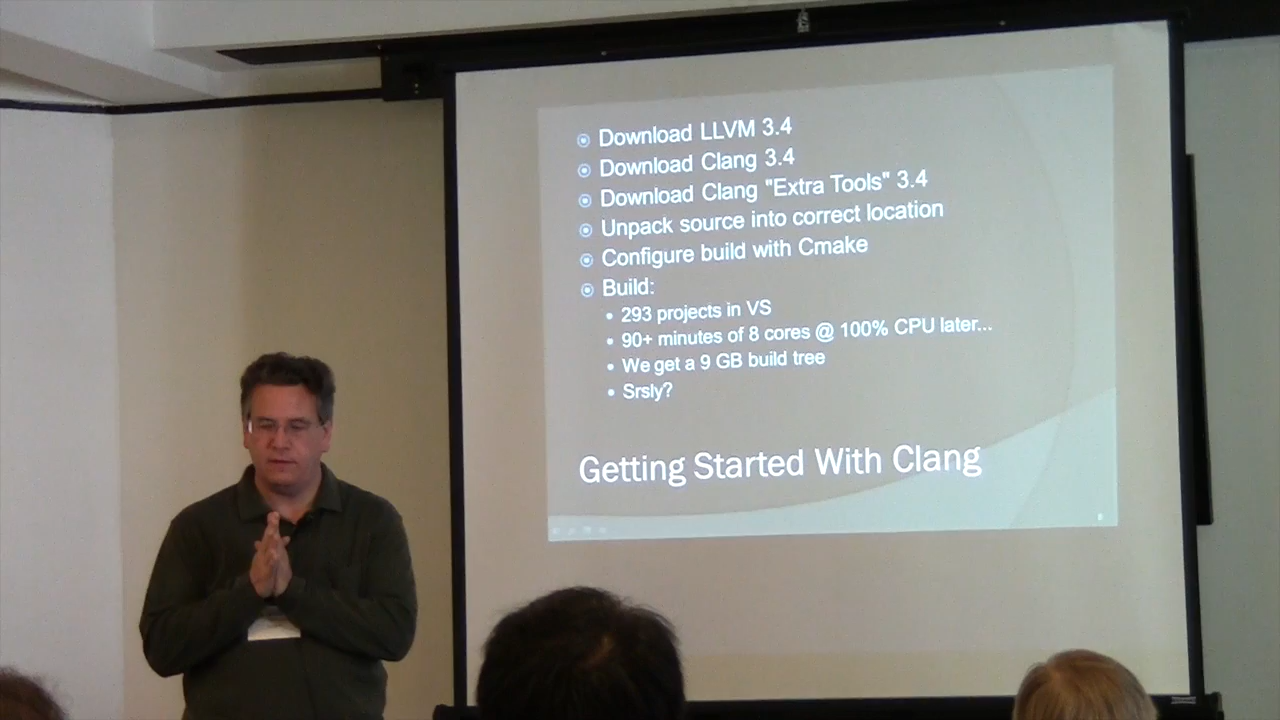 Download LLVM 3.4
Download Clang 3.4
Download Clang "Extra Tools" 3.4
Unpack source into correct location
Configure build with Cmake
Build:
293 projects in VS
90+ minutes of 8 cores @ 100% CPU later...
We get a 9 GB build tree
Srsly?
Getting Started With Clang